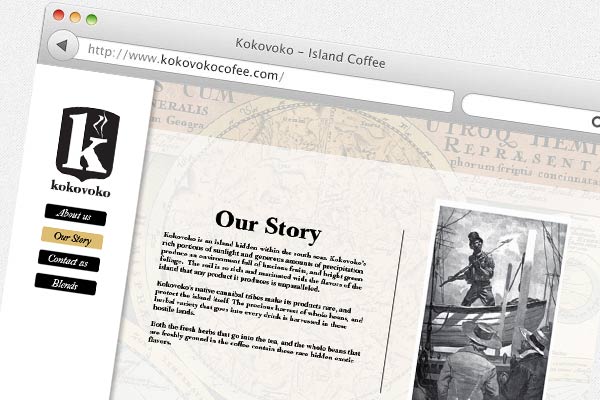 Kokovoko – Island Coffee
http://www.kokovokocofee.com/
S CUM
NERALIS
UTROQ HEMI
REPRÆSENTA
phorum scriptis concinnata
k
kokovoko
About us
Our Story
Contact us
Blends
Our Story
Kokovoko is an island hidden within the south seas. Kokovoko's
rich portions of sunlight and generous amounts of precipitation
produce an environment full of luscious fruits, and bright green
foliage. The soil is so rich and marinated with the flavors of the
island that any product it produces is unparalleled.
Kokovoko's native cannibal tribes make its products rare, and
protect the island itself. The precious harvest of whole beans, and
herbal variety that goes into every drink is harvested in these
hostile lands.
Both the fresh herbs that go into the tea, and the whole beans that
are freshly ground in the coffee contain these rare hidden exotic
flavors.